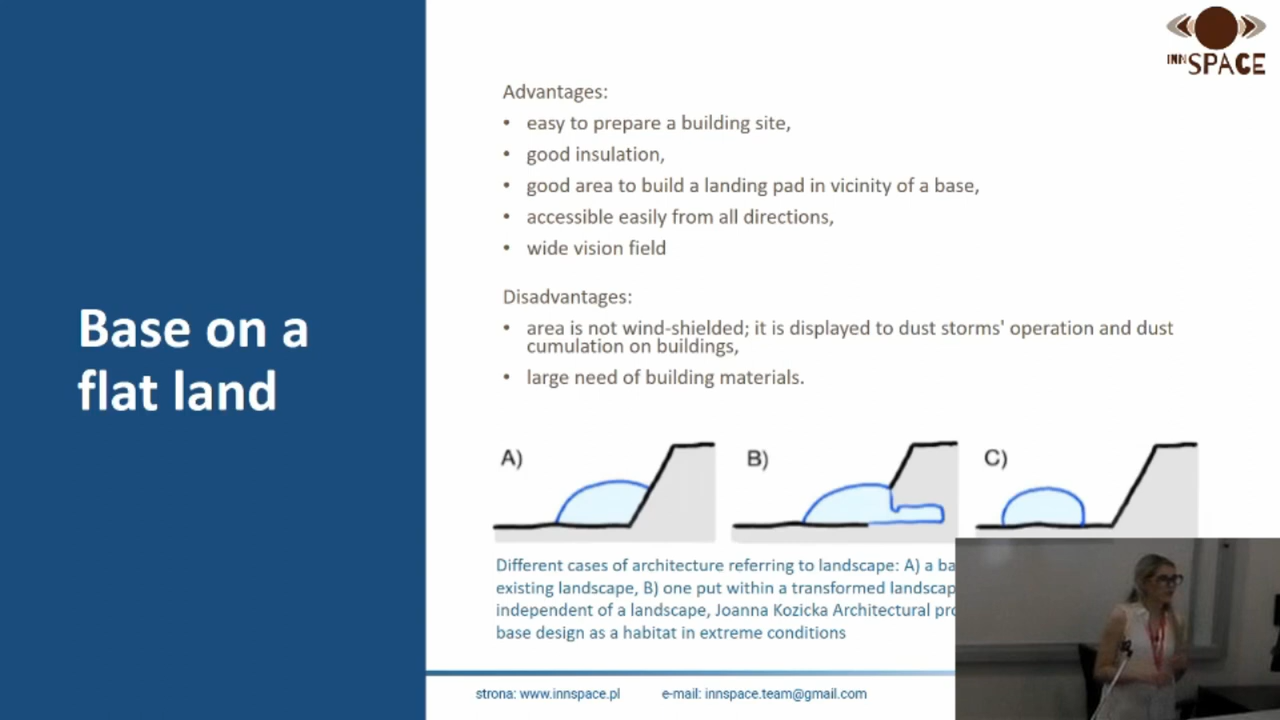 INNSPACE
Advantages:
• easy to prepare a building site,
• good insulation,
• good area to build a landing pad in vicinity of a base,
• accessible easily from all directions,
• wide vision field
Base on a
flat land
Disadvantages:
• area is not wind-shielded; it is displayed to dust storms' operation and dust
cumulation on buildings,
• large need of building materials.
A)
B)
C)
Different cases of architecture referring to landscape: A) a
existing landscape, B) one put within a transformed
independent of a landscape, Joanna Kozicka Architectural
base design as a habitat in extreme conditions
strona: www.innspace.pl
e-mail: innspace.team@gmail.com